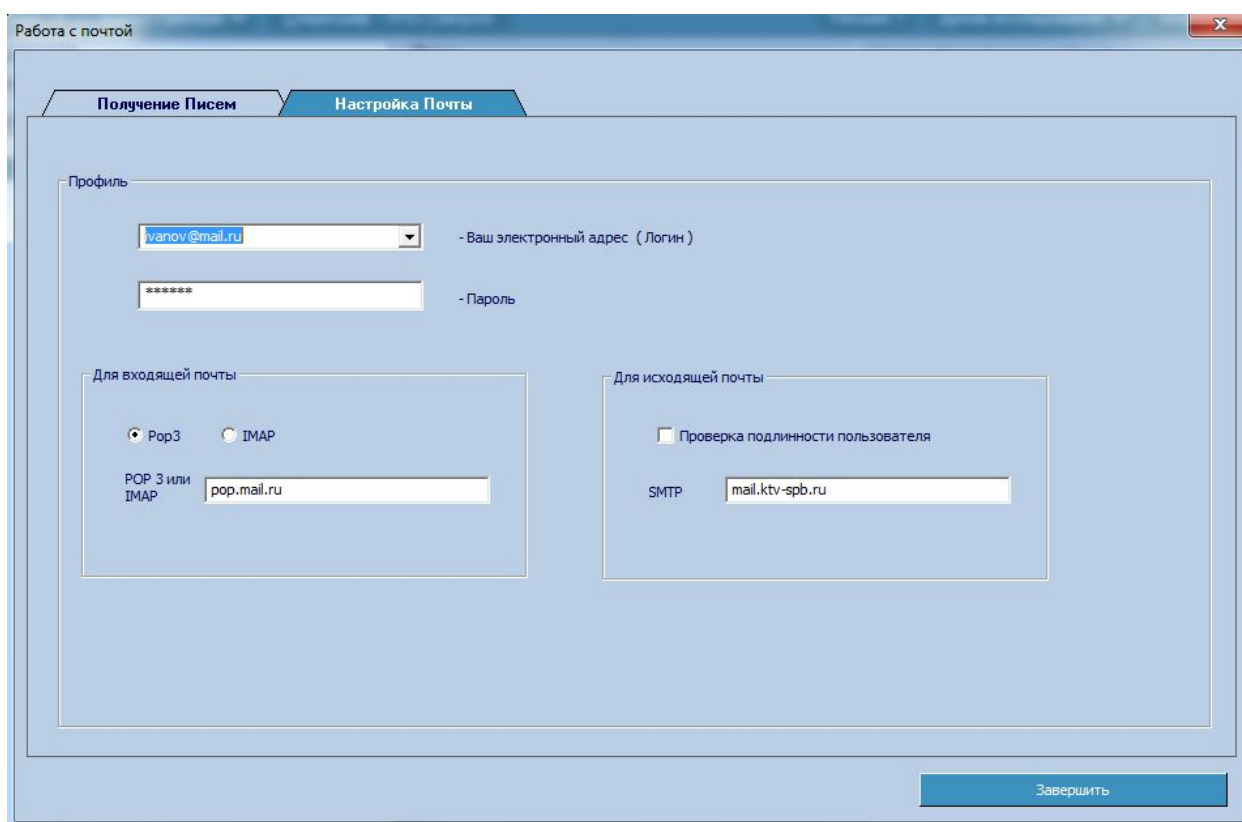 Работа с почтой
Получение Писем
Настройка Почты
Профиль
ivanov@mail.ru
- Ваш электронный адрес ( Логин )
******
- Пароль
Для входящей почты
Pop3
IMAP
POP 3 или
IMAP
pop.mail.ru
Для исходящей почты
Проверка подлинности пользователя
SMTP
mail.ktv-spb.ru
Завершить